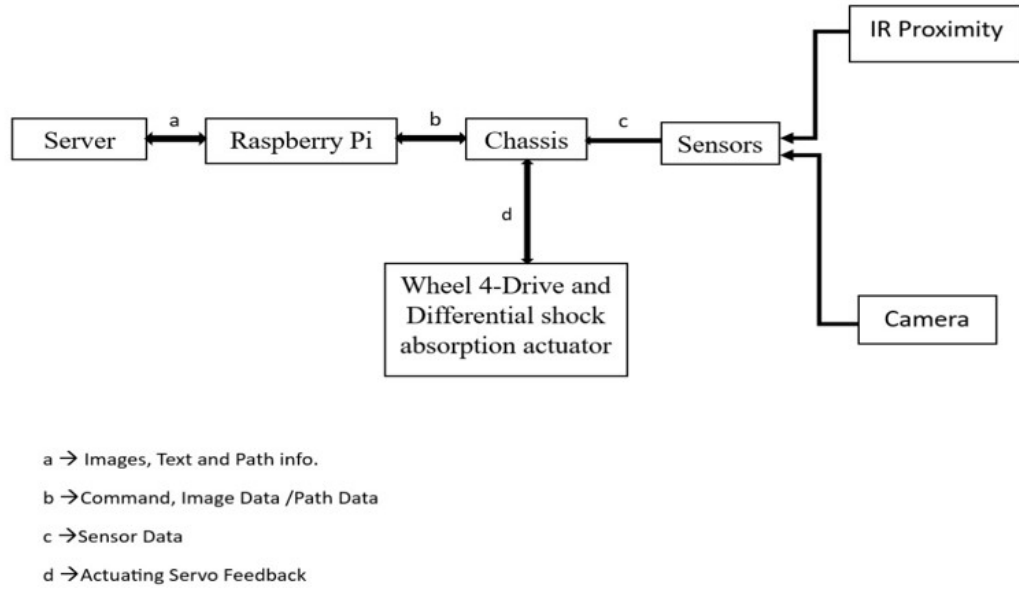 IR Proximity
a
b
c
Server
Raspberry Pi
Chassis
Sensors
d
Wheel 4-Drive and
Differential shock
absorption actuator
Camera
a → Images, Text and Path info.
b →Command, Image Data /Path Data
c →Sensor Data
d →Actuating Servo Feedback